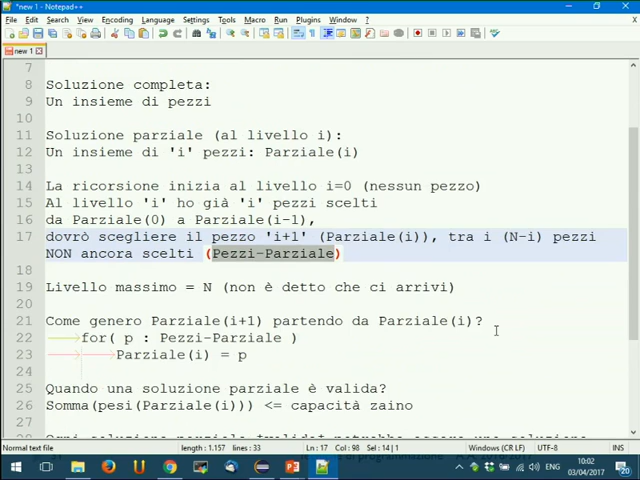 *new 1 - Notepad++
File Edit Search View Encoding Language Settings Tools Macro Run Plugins Window ?
new 1
7
8 Soluzione completa:
9 Un insieme di pezzi
10
11 Soluzione parziale (al livello i):
12 Un insieme di 'i' pezzi: Parziale(i)
13
14 La ricorsione inizia al livello i=0 (nessun pezzo)
15 Al livello 'i' ho già 'i' pezzi scelti
16 da Parziale(0) a Parziale(i-1),
17 dovrò scegliere il pezzo 'i+1' (Parziale(i)), tra i (N-i) pezzi
NON ancora scelti (Pezzi-Parziale)
18
19 Livello massimo = N (non è detto che ci arrivi)
20
21 Come genero Parziale(i+1) partendo da Parziale(i)?
22 for( p : Pezzi-Parziale )
23 Parziale(i) = p
24
25 Quando una soluzione parziale è valida?
26 Somma(pesi(Parziale(i))) <= capacità zaino
27
Normal text file length : 1.157 lines : 33 Ln : 17 Col : 98 Sel : 14 | 1 Windows (CR LF) UTF-8 INS
10:02
03/04/2017
20